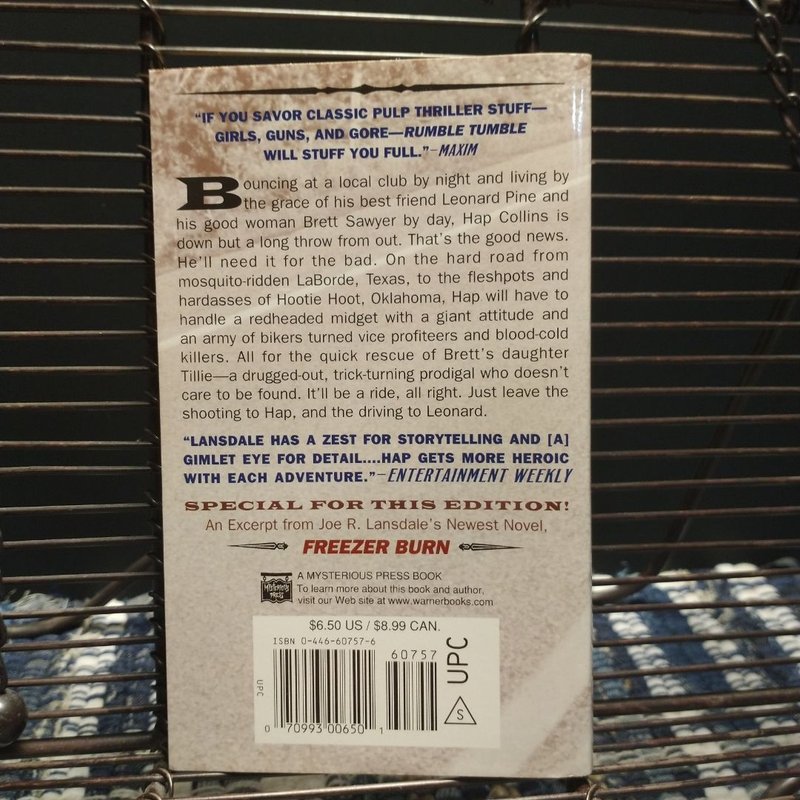 "IF YOU SAVOR CLASSIC PULP THRILLER STUFF—
GIRLS, GUNS, AND GORE—RUMBLE TUMBLE
WILL STUFF YOU FULL."–MAXIM
Bouncing at a local club by night and living by
the grace of his best friend Leonard Pine and
his good woman Brett Sawyer by day, Hap Collins is
down but a long throw from out. That's the good news.
He'll need it for the bad. On the hard road from
mosquito-ridden LaBorde, Texas, to the fleshpots and
hardasses of Hootie Hoot, Oklahoma, Hap will have to
handle a redheaded midget with a giant attitude and
an army of bikers turned vice profiteers and blood-cold
killers. All for the quick rescue of Brett's daughter
Tillie—a drugged-out, trick-turning prodigal who doesn't
care to be found. It'll be a ride, all right. Just leave the
shooting to Hap, and the driving to Leonard.
"LANSDALE HAS A ZEST FOR STORYTELLING AND [A]
GIMLET EYE FOR DETAIL....HAP GETS MORE HEROIC
WITH EACH ADVENTURE."–ENTERTAINMENT WEEKLY
SPECIAL FOR THIS EDITION!
An Excerpt from Joe R. Lansdale's Newest Novel,
FREEZER BURN
MYSTERIOUS PRESS
A MYSTERIOUS PRESS BOOK
To learn more about this book and author,
visit our Web site at www.warnerbooks.com
$6.50 US / $8.99 CAN.
ISBN 0-446-60757-6
60757
UPC
UPC
S
0 70993 00650 1